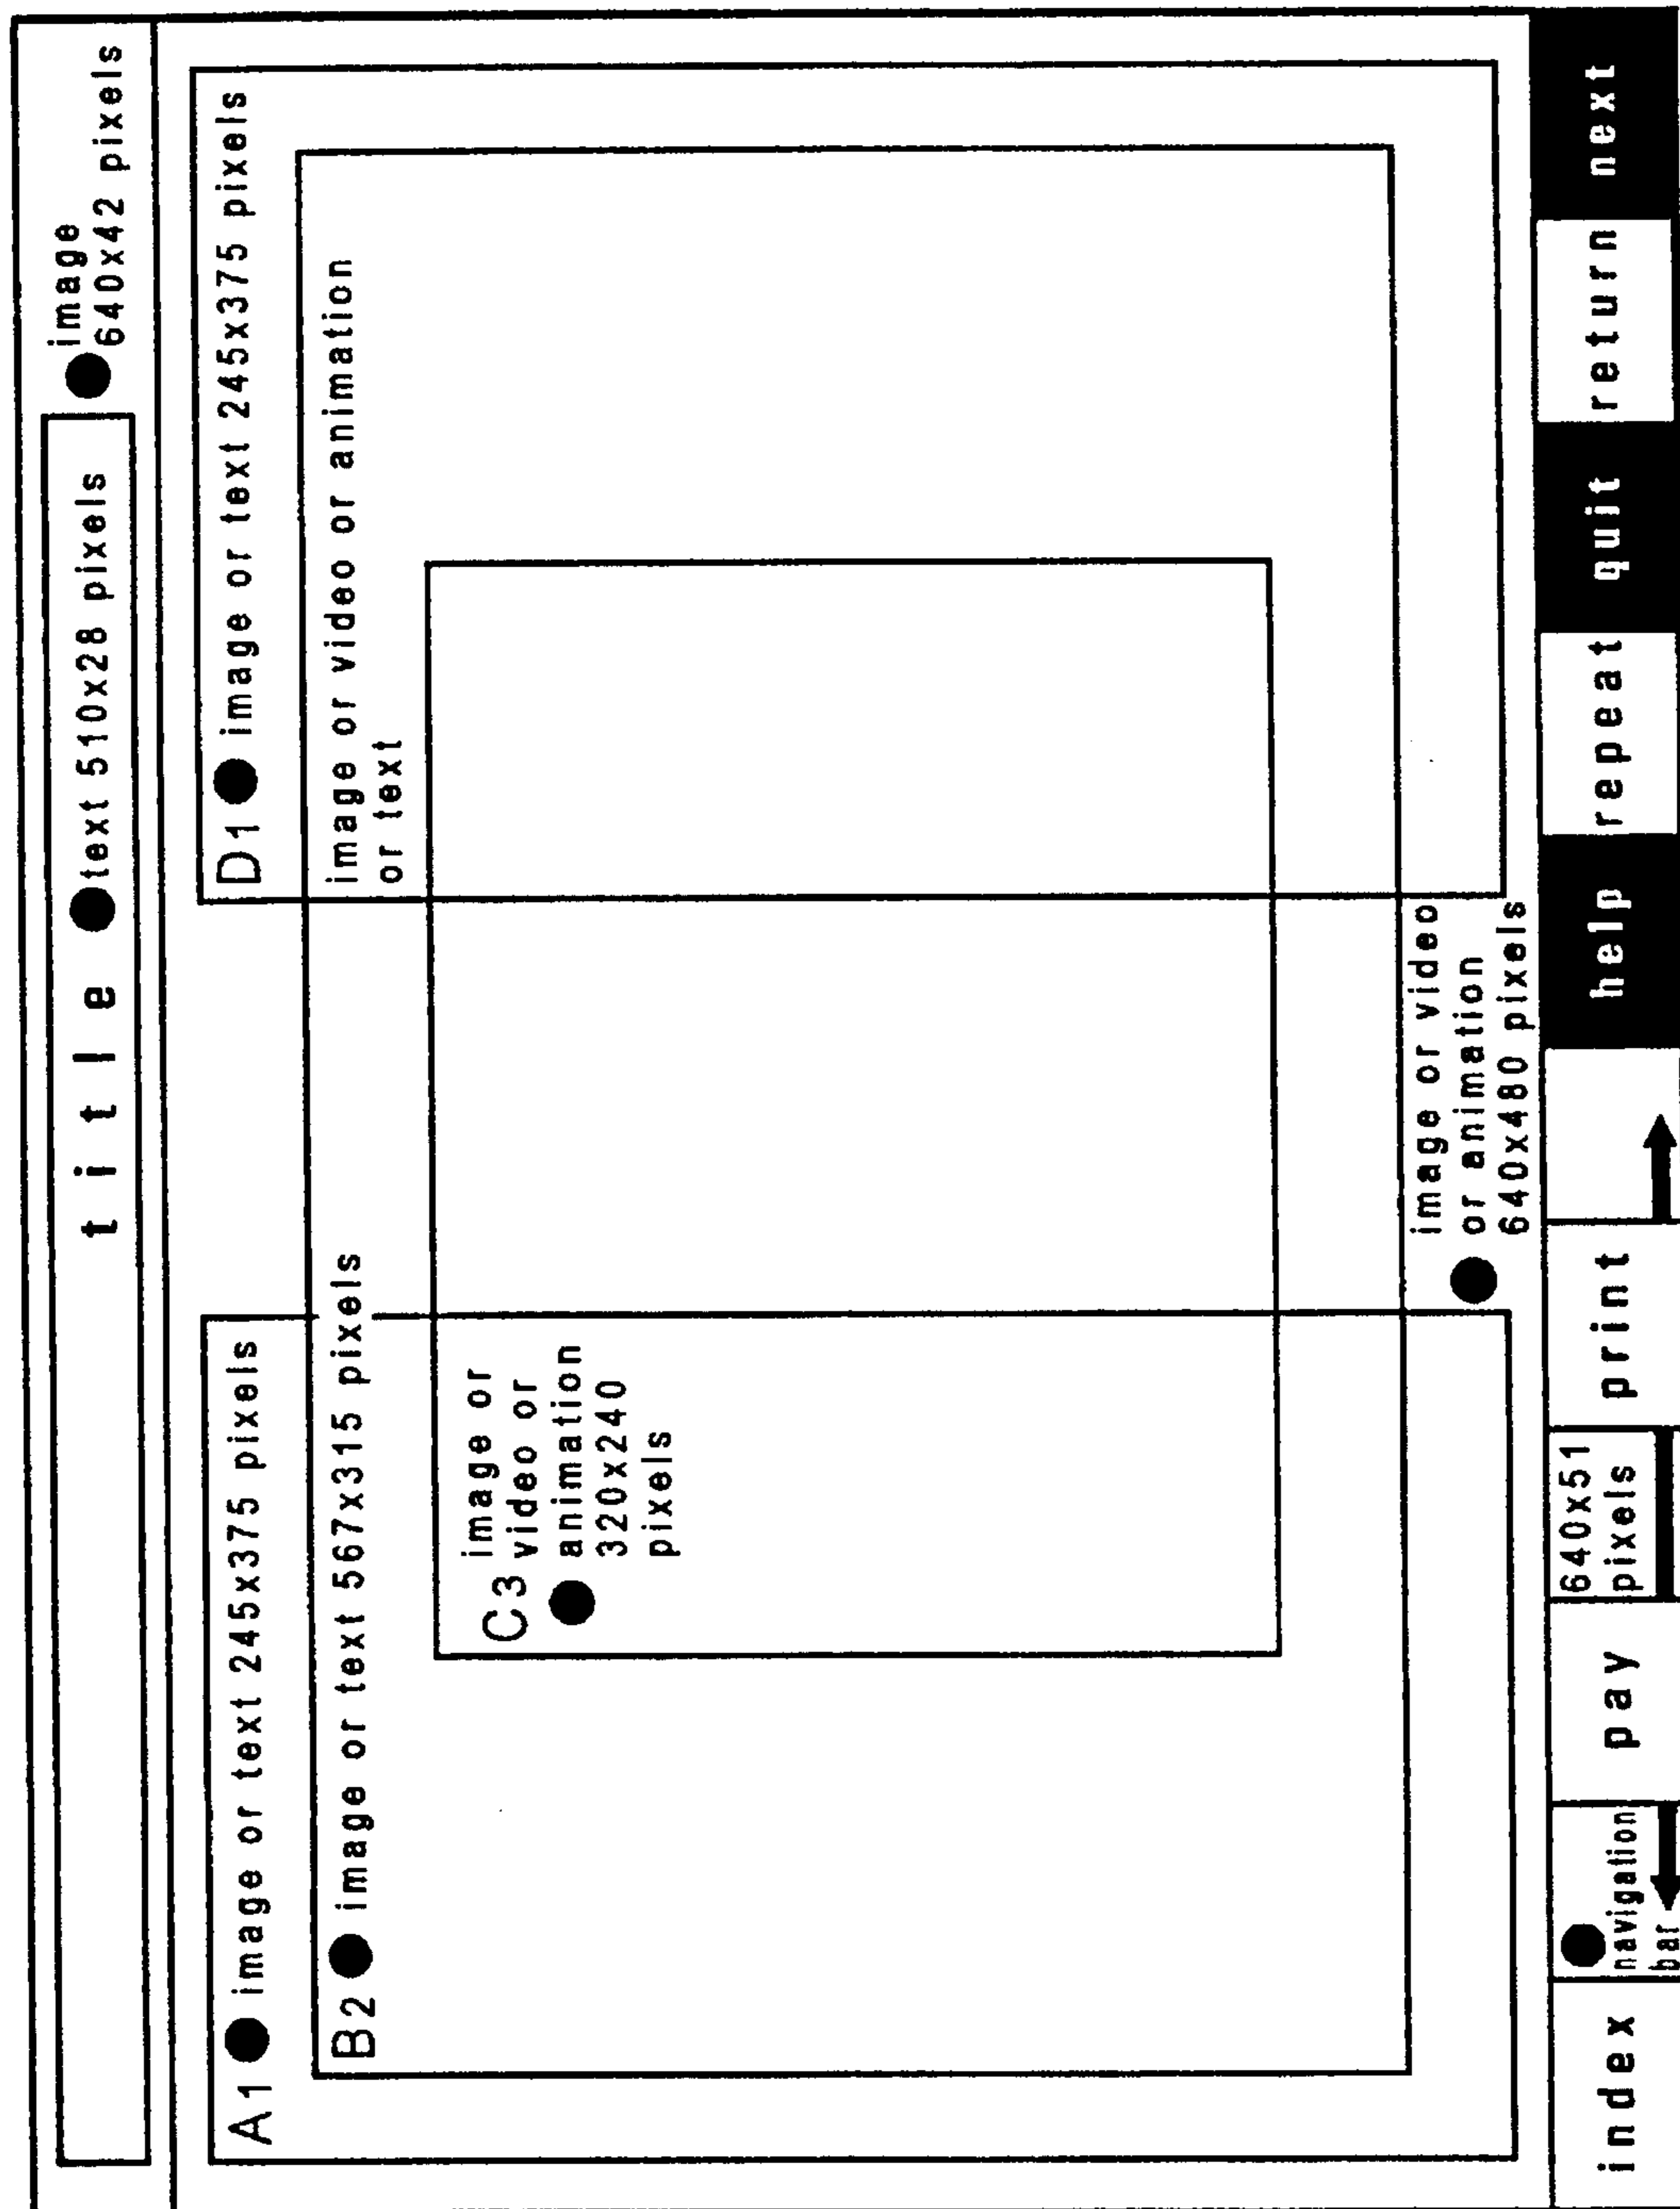 title ●text 510x28 pixels
● image
640x42 pixels
A1 ● image or text 245x375 pixels
D1 ● image or text 245x375 pixels
B2 ● image or text 567x315 pixels
image or video or animation
or text
C3 ● image or
video or
animation
320x240
pixels
● image or video
or animation
640x480 pixels
index
● navigation
bar
pay
640x51
pixels
print
help
repeat
quit
return
next